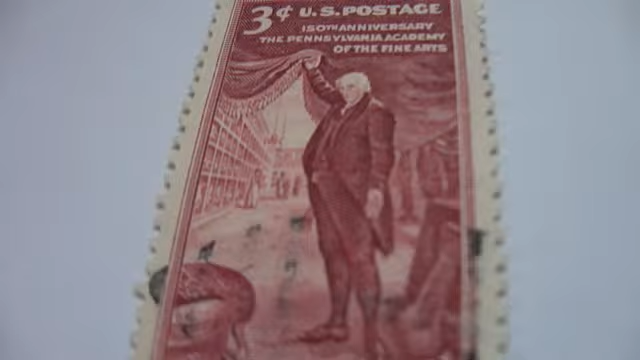 3¢ U.S. POSTAGE
150TH ANNIVERSARY
THE PENNSYLVANIA ACADEMY
OF THE FINE ARTS